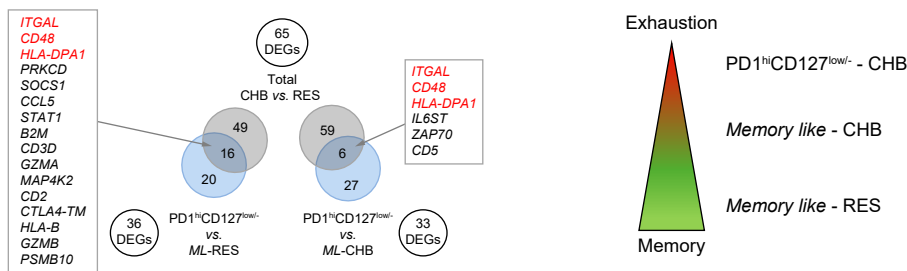 ITGAL
CD48
HLA-DPA1
PRKCD
SOCS1
CCL5
STAT1
B2M
CD3D
GZMA
MAP4K2
CD2
CTLA4-TM
HLA-B
GZMB
PSMB10
65
DEGs
Total
CHB vs. RES
49
16
20
59
6
27
ITGAL
CD48
HLA-DPA1
IL6ST
ZAP70
CD5
36
DEGs
PD1hiCD127low/-
vs.
ML-RES
PD1hiCD127low/-
vs.
ML-CHB
33
DEGs
Exhaustion
PD1hiCD127low/- - CHB
Memory like - CHB
Memory like - RES
Memory